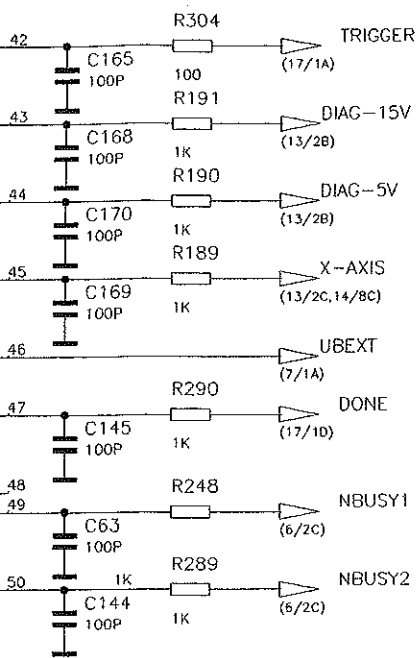 42 R304 TRIGGER
C165 100P 100 (17/1A)
43 R191 DIAG-15V
C168 100P 1K (13/2B)
44 R190 DIAG-5V
C170 100P 1K (13/2B)
45 R189 X-AXIS
C169 100P 1K (13/2C,14/8C)
46 UBEXT
(7/1A)
47 R290 DONE
C145 100P 1K (17/1D)
48
49 R248 NBUSY1
C63 100P (6/2C)
50 1K R289 NBUSY2
C144 100P 1K (6/2C)